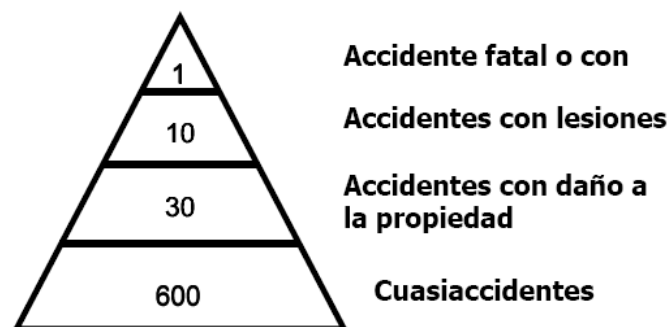 1
Accidente fatal o con
10
Accidentes con lesiones
30
Accidentes con daño a
la propiedad
600
Cuasiaccidentes